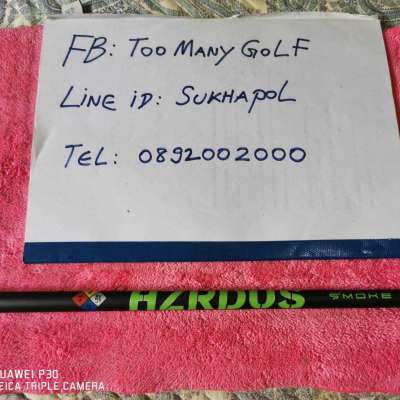 FB: TOO MANY GOLF
LINE ID: SUKHAPOL
TEL: 0892002000
HZRDUS SMOKE
HUAWEI P30
LEICA TRIPLE CAMERA